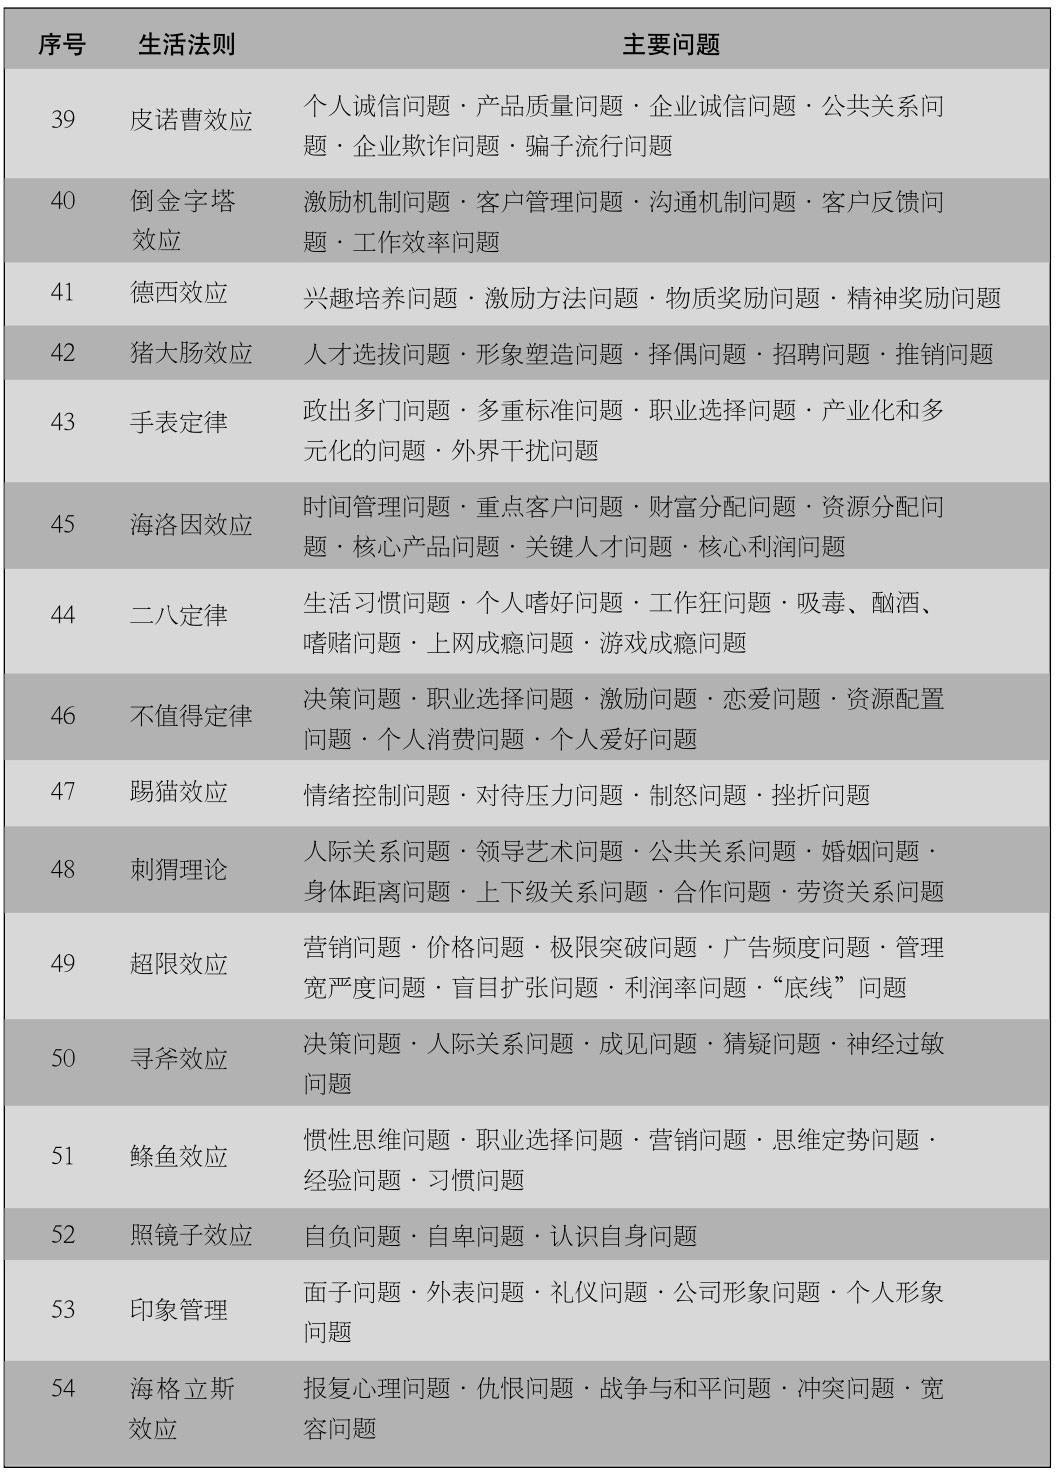 序号 生活法则 主要问题
39 皮诺曹效应 个人诚信问题·产品质量问题·企业诚信问题·公共关系问
题·企业欺诈问题·骗子流行问题
40 倒金字塔 激励机制问题·客户管理问题·沟通机制问题·客户反馈问
效应 题·工作效率问题
41 德西效应 兴趣培养问题·激励方法问题·物质奖励问题·精神奖励问题
42 猪大肠效应 人才选拔问题·形象塑造问题·择偶问题·招聘问题·推销问题
43 手表定律 政出多门问题·多重标准问题·职业选择问题·产业化和多
元化的问题·外界干扰问题
45 海洛因效应 时间管理问题·重点客户问题·财富分配问题·资源分配问
题·核心产品问题·关键人才问题·核心利润问题
44 二八定律 生活习惯问题·个人嗜好问题·工作狂问题·吸毒、酗酒、
嗜赌问题·上网成瘾问题·游戏成瘾问题
46 不值得定律 决策问题·职业选择问题·激励问题·恋爱问题·资源配置
问题·个人消费问题·个人爱好问题
47 踢猫效应 情绪控制问题·对待压力问题·制怒问题·挫折问题
48 刺猬理论 人际关系问题·领导艺术问题·公共关系问题·婚姻问题·
身体距离问题·上下级关系问题·合作问题·劳资关系问题
49 超限效应 营销问题·价格问题·极限突破问题·广告频度问题·管理
宽严度问题·盲目扩张问题·利润率问题·“底线”问题
50 寻斧效应 决策问题·人际关系问题·成见问题·猜疑问题·神经过敏
问题
51 鲦鱼效应 惯性思维问题·职业选择问题·营销问题·思维定势问题·
经验问题·习惯问题
52 照镜子效应 自负问题·自卑问题·认识自身问题
53 印象管理 面子问题·外表问题·礼仪问题·公司形象问题·个人形象
问题
54 海格立斯 报复心理问题·仇恨问题·战争与和平问题·冲突问题·宽
效应 容问题